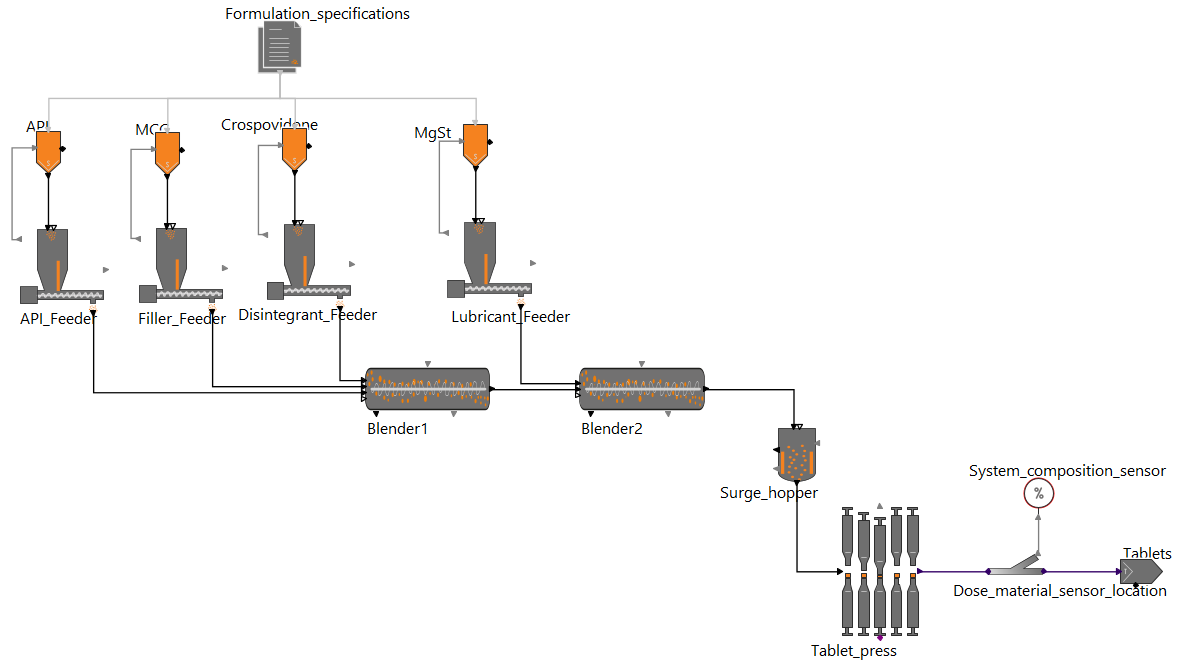 Formulation_specifications
API
MCC
Crospovidone
MgSt
API_Feeder
Filler_Feeder
Disintegrant_Feeder
Lubricant_Feeder
Blender1
Blender2
Surge_hopper
System_composition_sensor
%
Tablets
Dose_material_sensor_location
Tablet_press